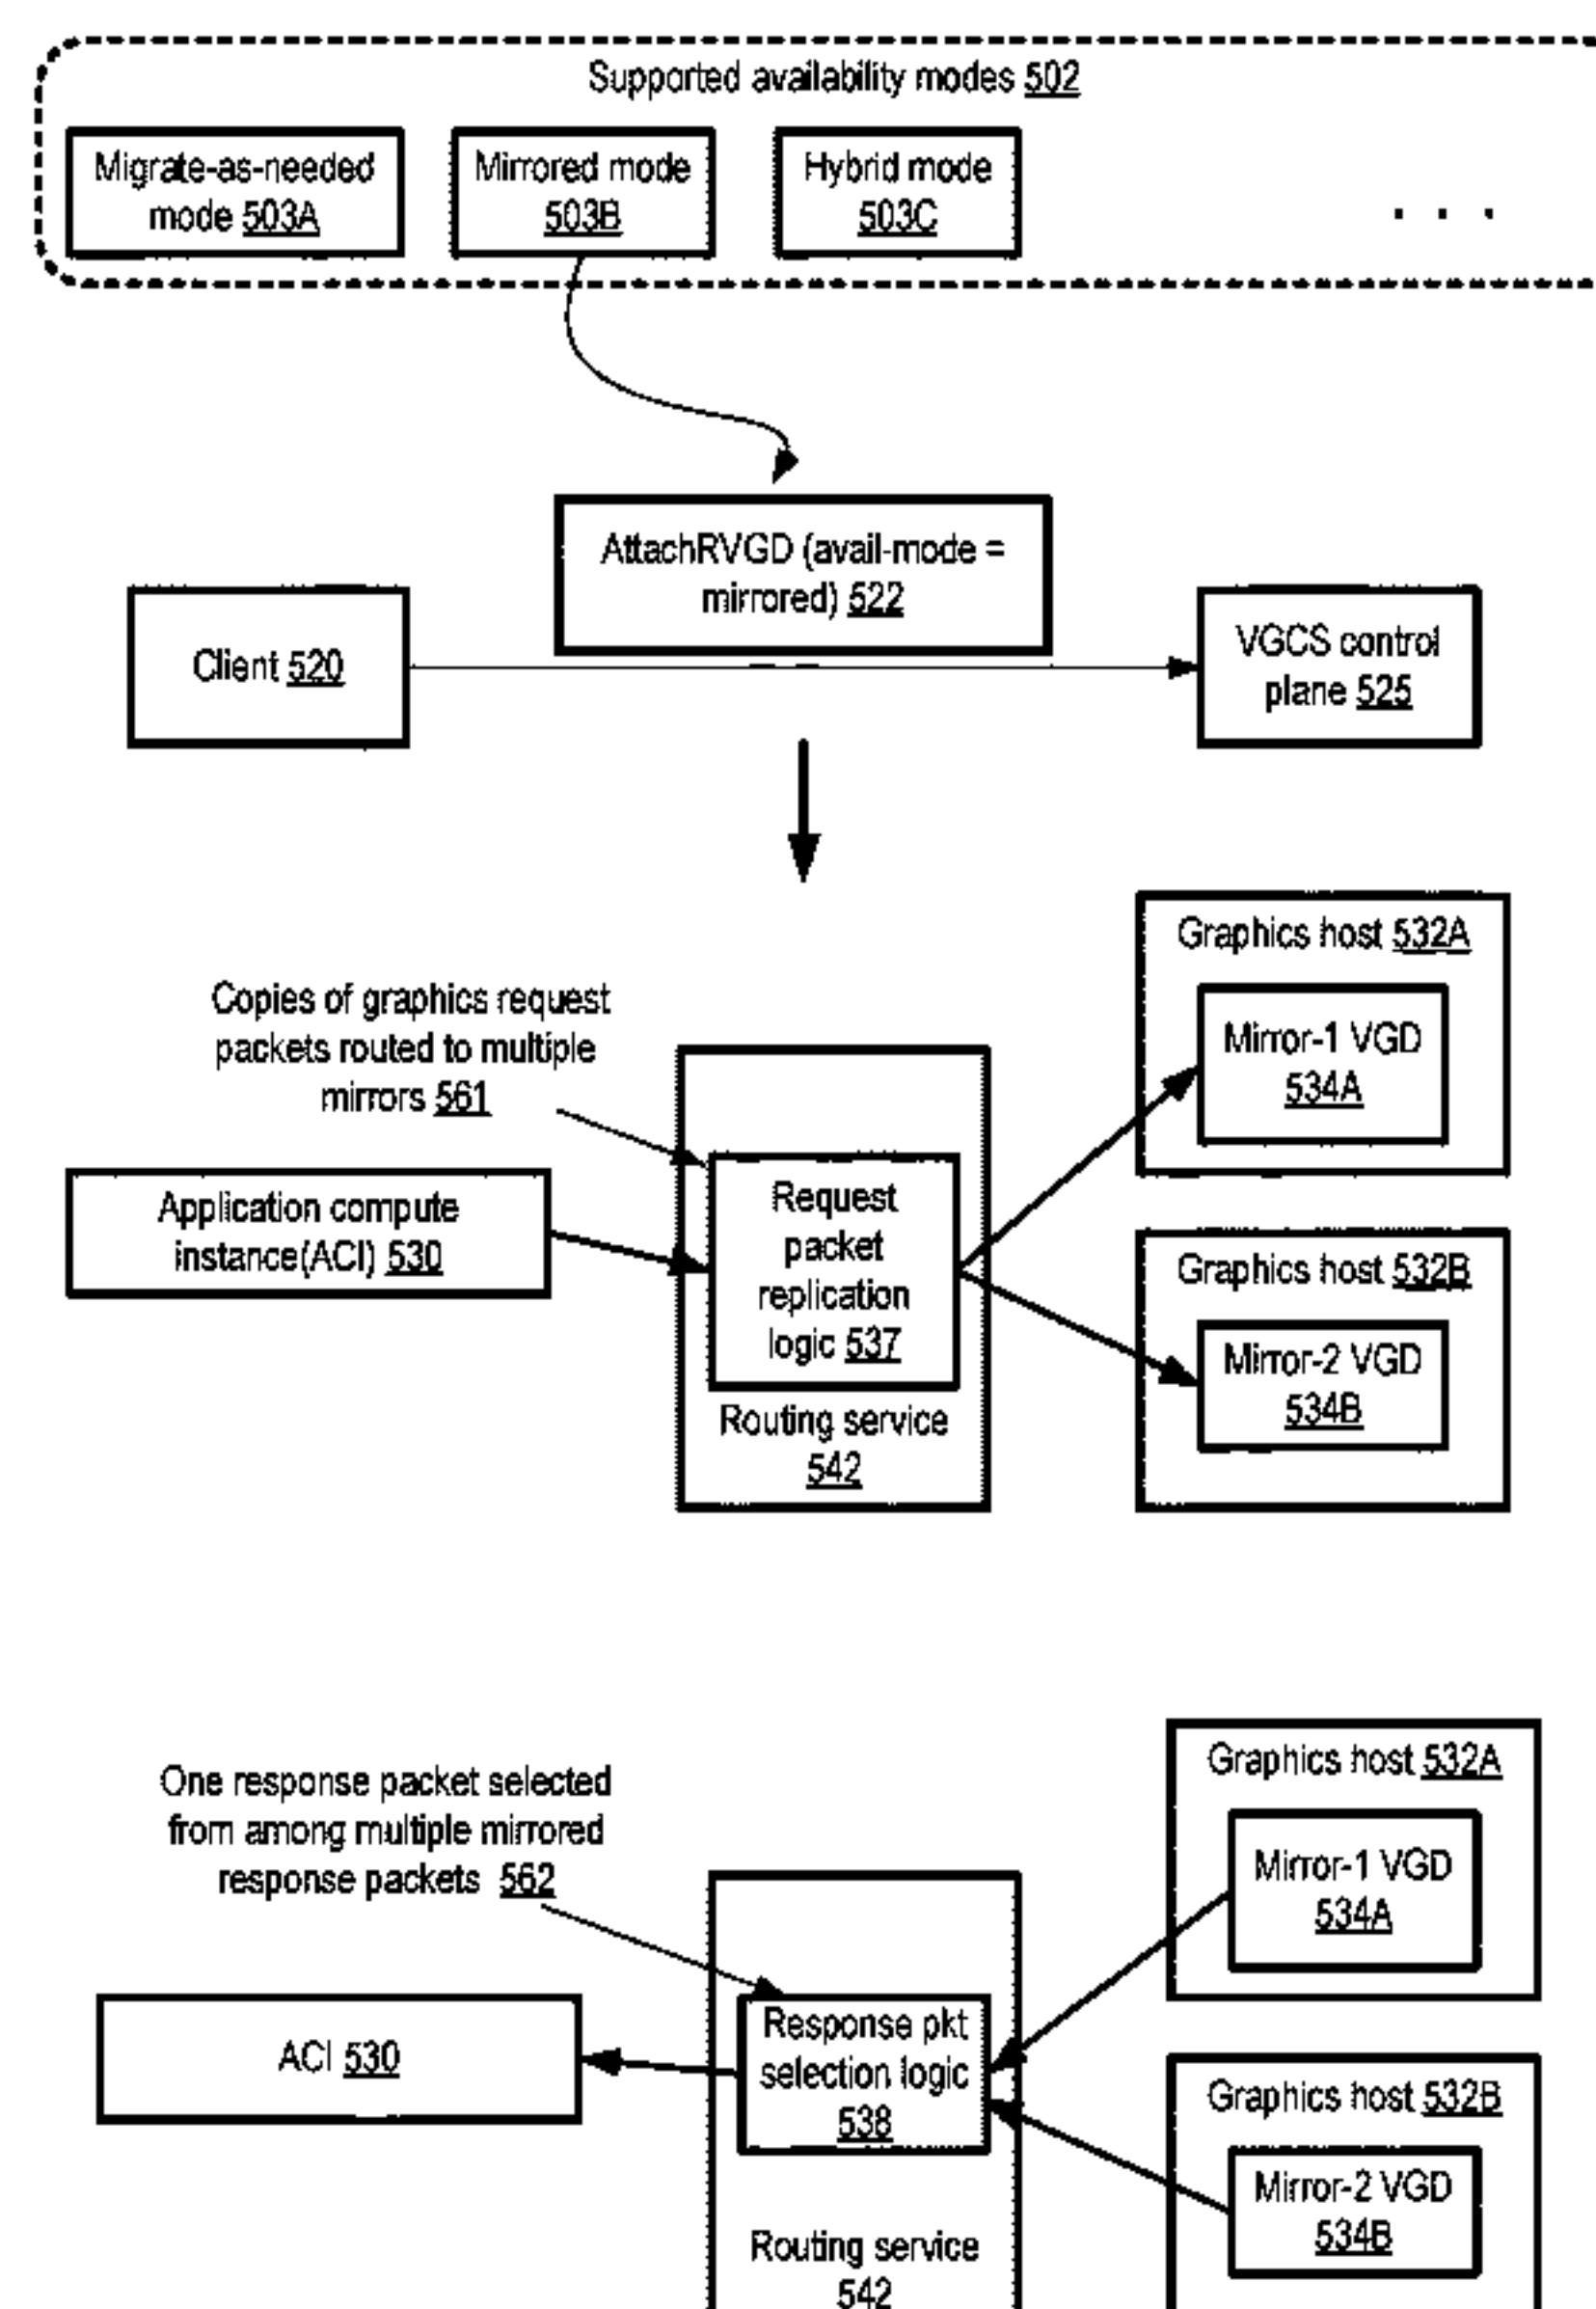 Supported availability modes 502
Migrate-as-needed
mode 503A
Mirrored mode
503B
Hybrid mode
503C
. . .
AttachRVGD (avail-mode =
mirrored) 522
Client 520
VGCS control
plane 525
Copies of graphics request
packets routed to multiple
mirrors 561
Application compute
instance(ACI) 530
Request
packet
replication
logic 537
Routing service
542
Graphics host 532A
Mirror-1 VGD
534A
Graphics host 532B
Mirror-2 VGD
534B
One response packet selected
from among multiple mirrored
response packets 562
ACI 530
Response pkt
selection logic
538
Routing service
542
Graphics host 532A
Mirror-1 VGD
534A
Graphics host 532B
Mirror-2 VGD
534B